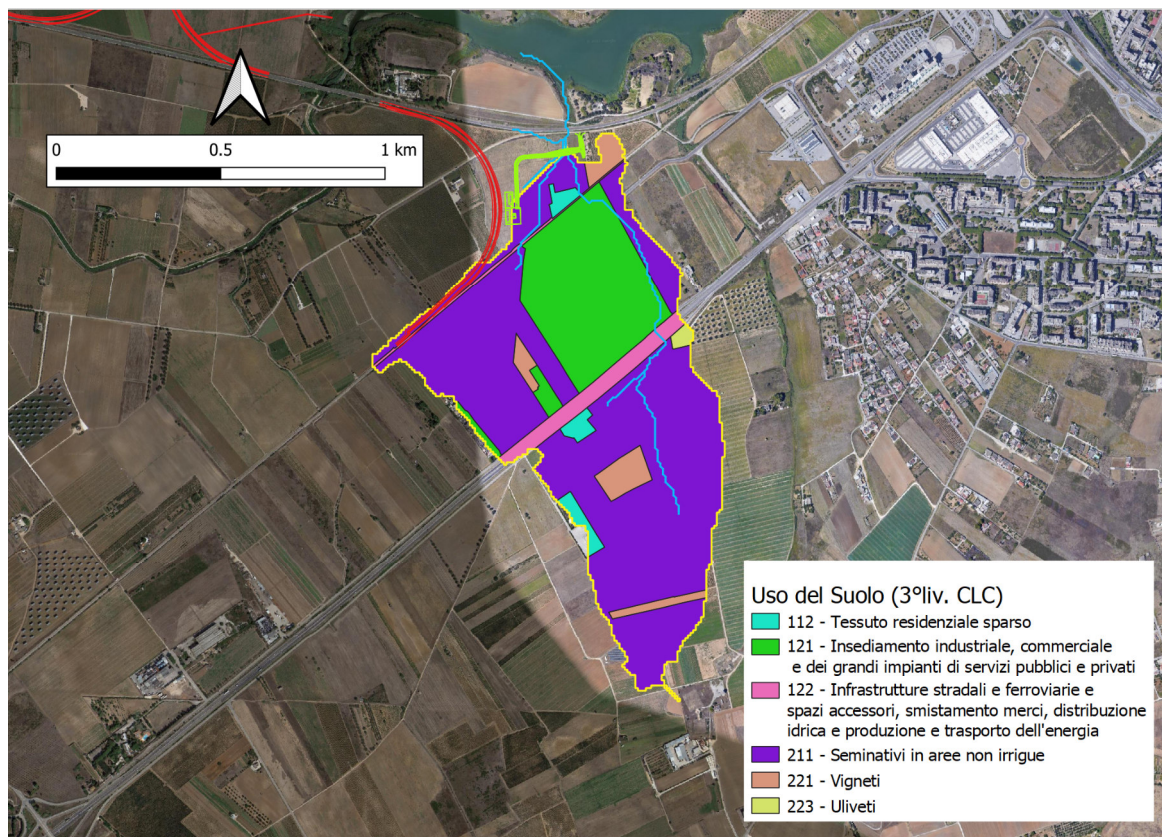 0 0.5 1 km
Uso del Suolo (3°liv. CLC)
112 - Tessuto residenziale sparso
121 - Insediamento industriale, commerciale
e dei grandi impianti di servizi pubblici e privati
122 - Infrastrutture stradali e ferroviarie e
spazi accessori, smistamento merci, distribuzione
idrica e produzione e trasporto dell'energia
211 - Seminativi in aree non irrigue
221 - Vigneti
223 - Uliveti